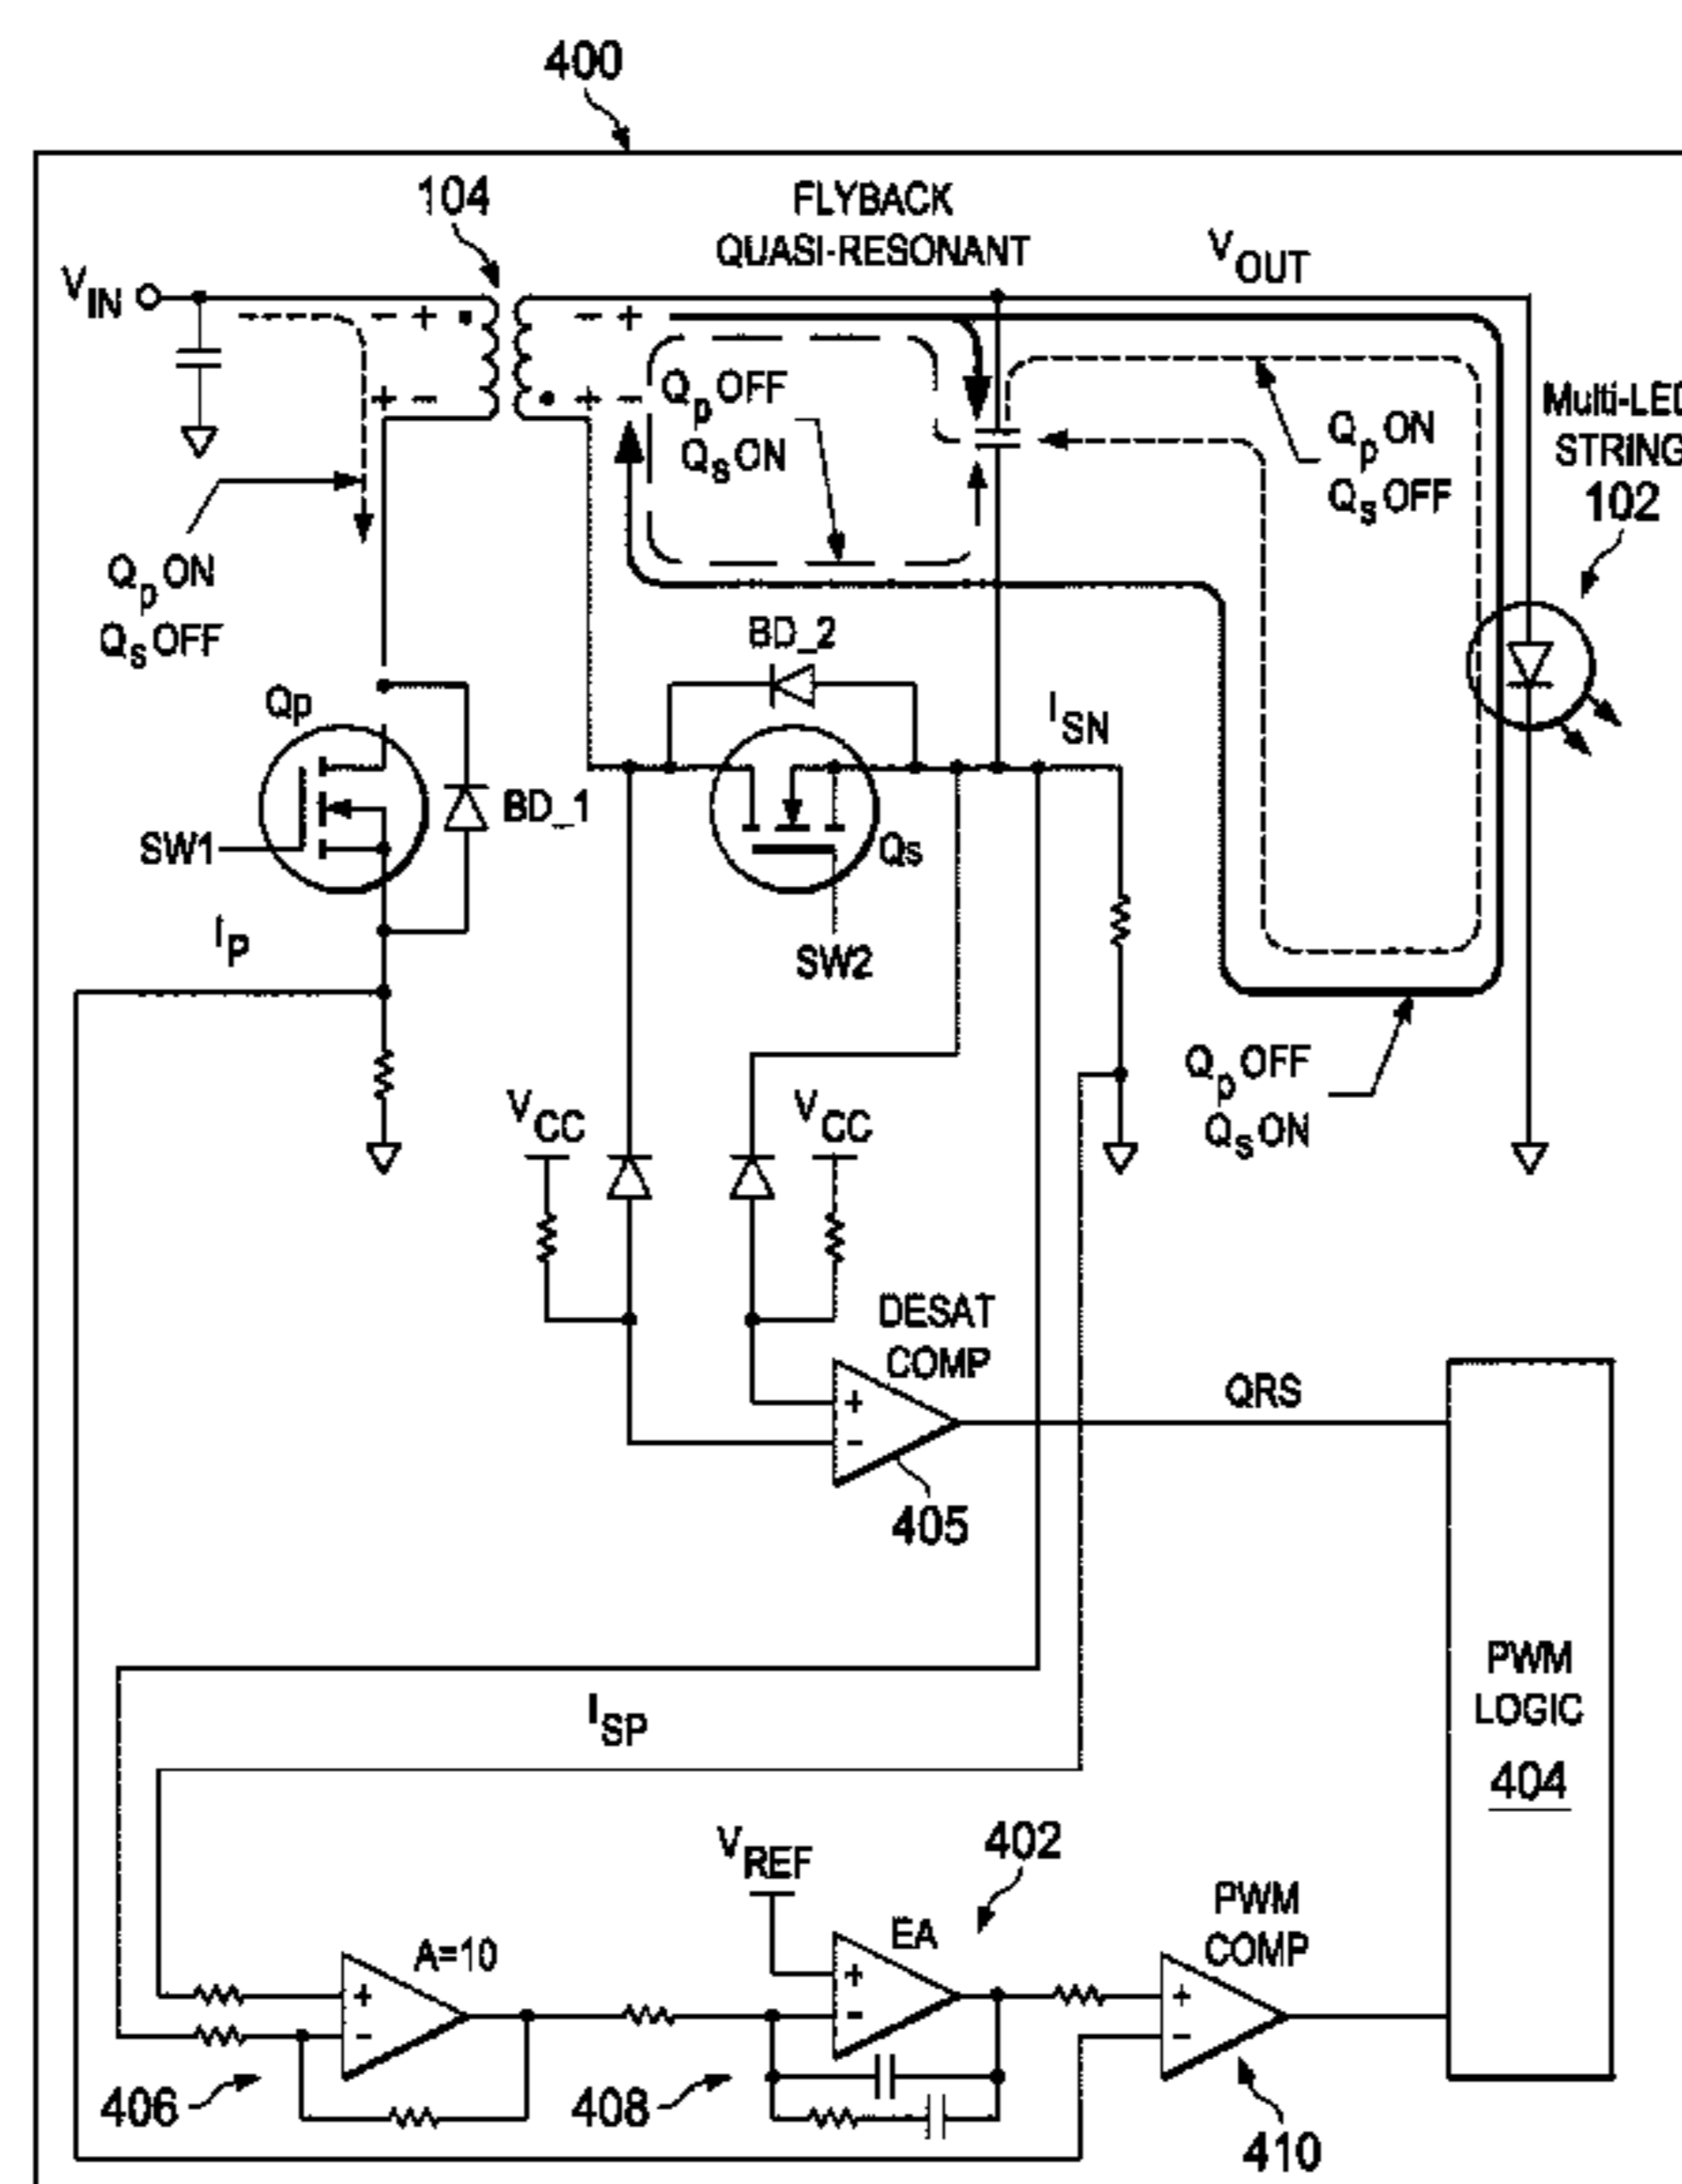 400
104
FLYBACK
QUASI-RESONANT
VOUT
VIN
- + • - +
+ - • + -
Qp OFF
Qs ON
Qp ON
Qs OFF
Multi-LED
STRING
102
Qp ON
Qs OFF
BD_2
ISN
Qp
BD_1
SW1
Qs
SW2
IP
Qp OFF
Qs ON
VCC
VCC
DESAT
COMP
+
-
QRS
405
ISP
PWM
LOGIC
404
VREF
402
EA
PWM
COMP
A=10
+
-
+
-
+
-
406
408
410